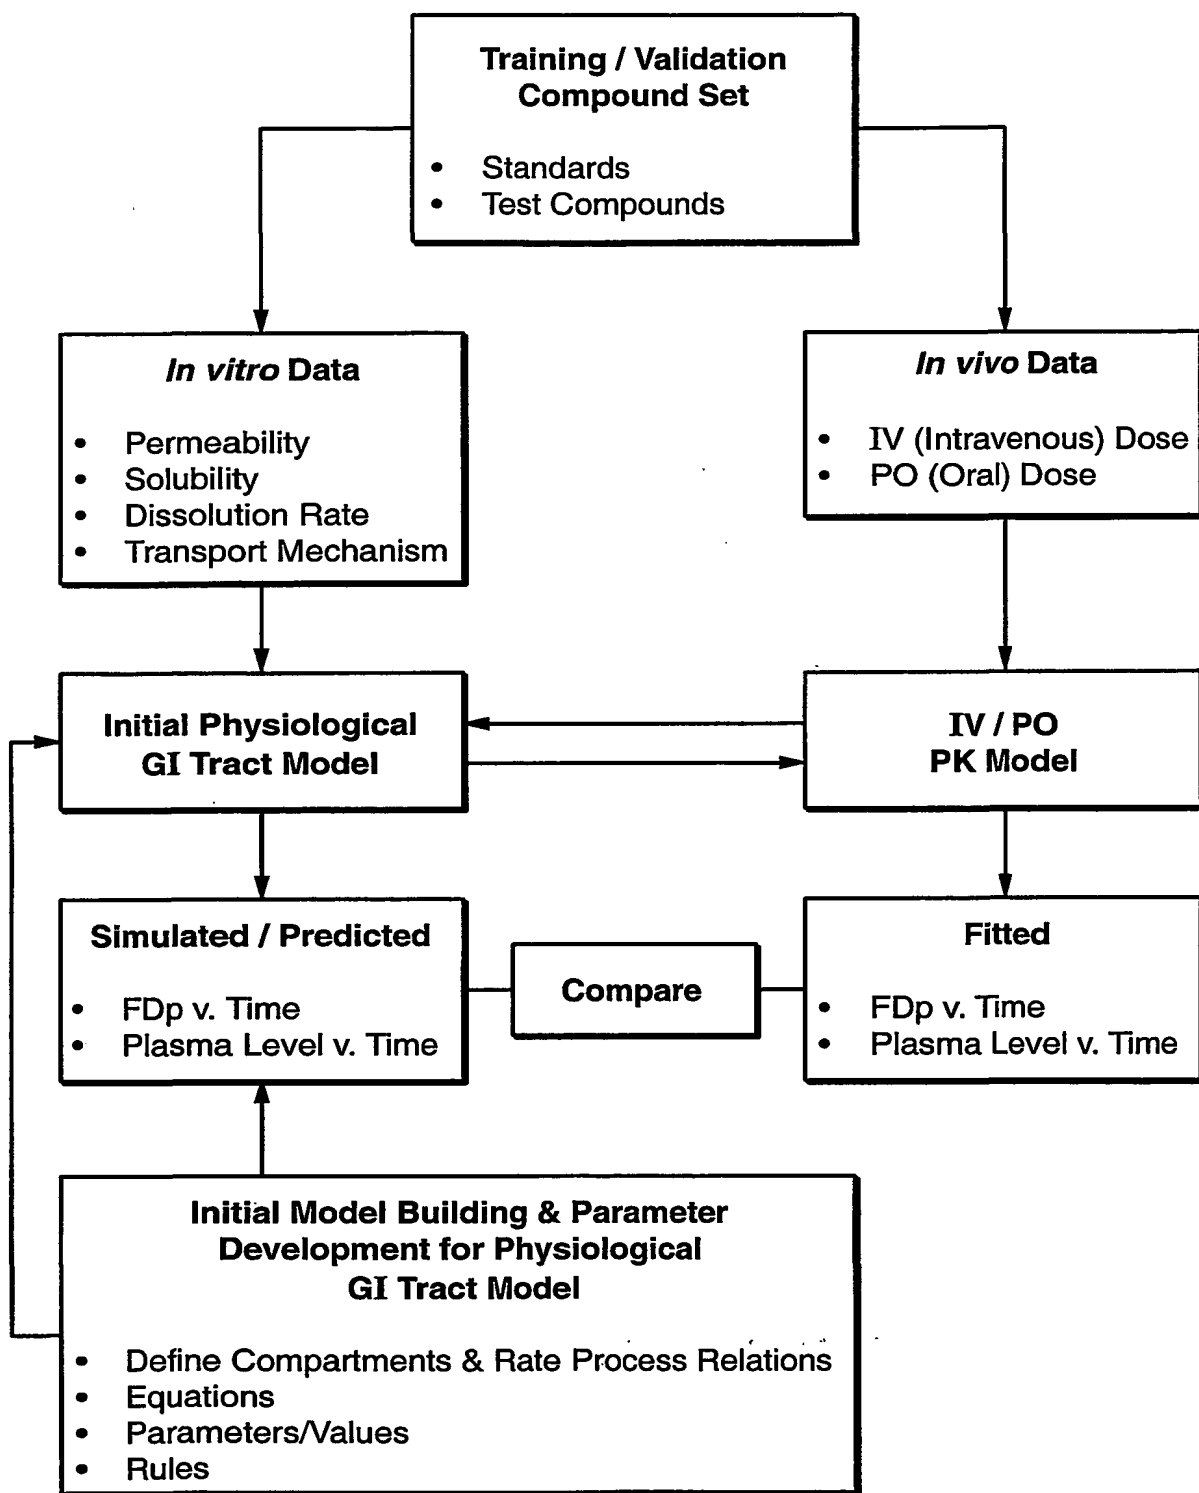 Training / Validation
Compound Set
• Standards
• Test Compounds
In vitro Data
• Permeability
• Solubility
• Dissolution Rate
• Transport Mechanism
In vivo Data
• IV (Intravenous) Dose
• PO (Oral) Dose
Initial Physiological
GI Tract Model
IV / PO
PK Model
Simulated / Predicted
• FDp v. Time
• Plasma Level v. Time
Compare
Fitted
• FDp v. Time
• Plasma Level v. Time
Initial Model Building & Parameter
Development for Physiological
GI Tract Model
• Define Compartments & Rate Process Relations
• Equations
• Parameters/Values
• Rules